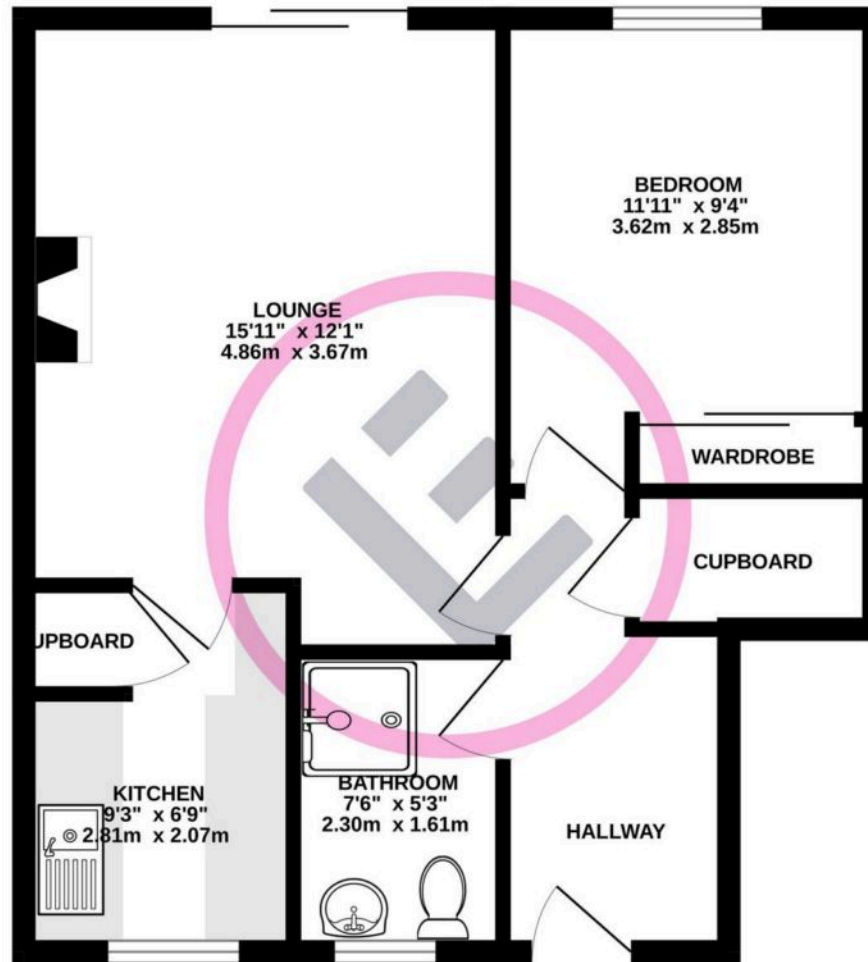 BEDROOM
11'11" x 9'4"
3.62m x 2.85m
LOUNGE
15'11" x 12'1"
4.86m x 3.67m
WARDROBE
CUPBOARD
UPBOARD
KITCHEN
9'3" x 6'9"
2.81m x 2.07m
BATHROOM
7'6" x 5'3"
2.30m x 1.61m
HALLWAY